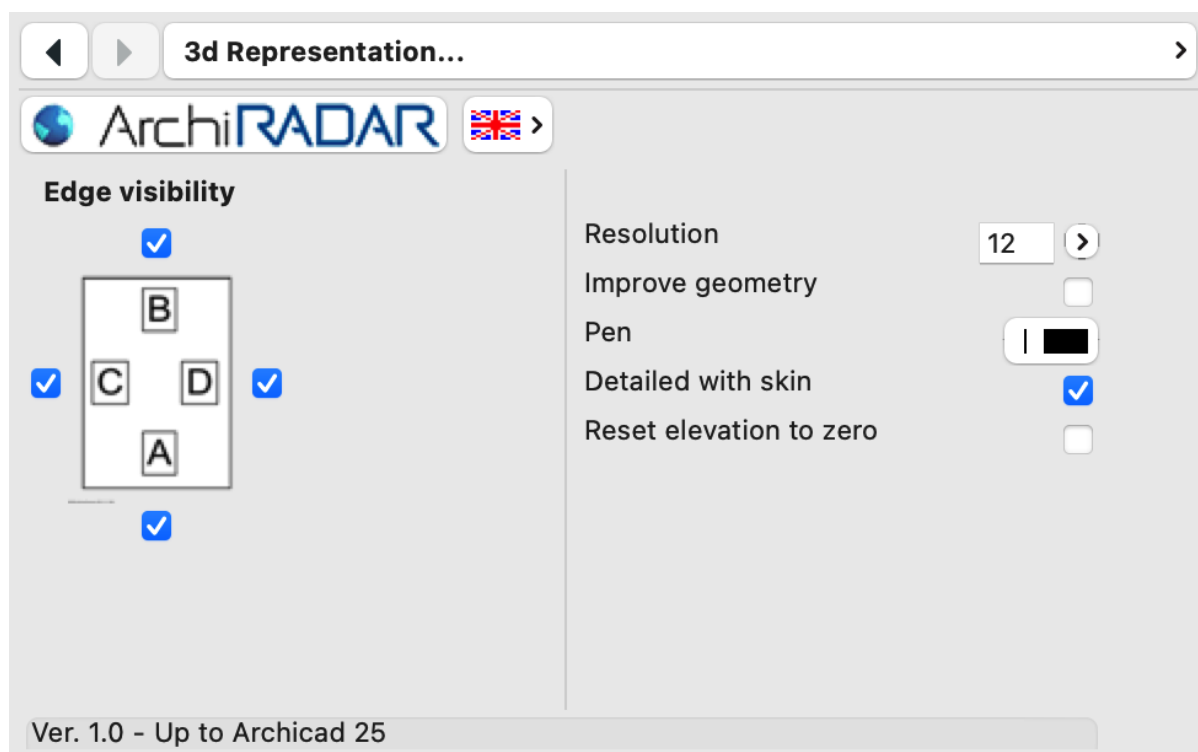 3d Representation...
ArchiRADAR
Edge visibility
B
C D
A
Resolution 12
Improve geometry
Pen
Detailed with skin
Reset elevation to zero
Ver. 1.0 - Up to Archicad 25